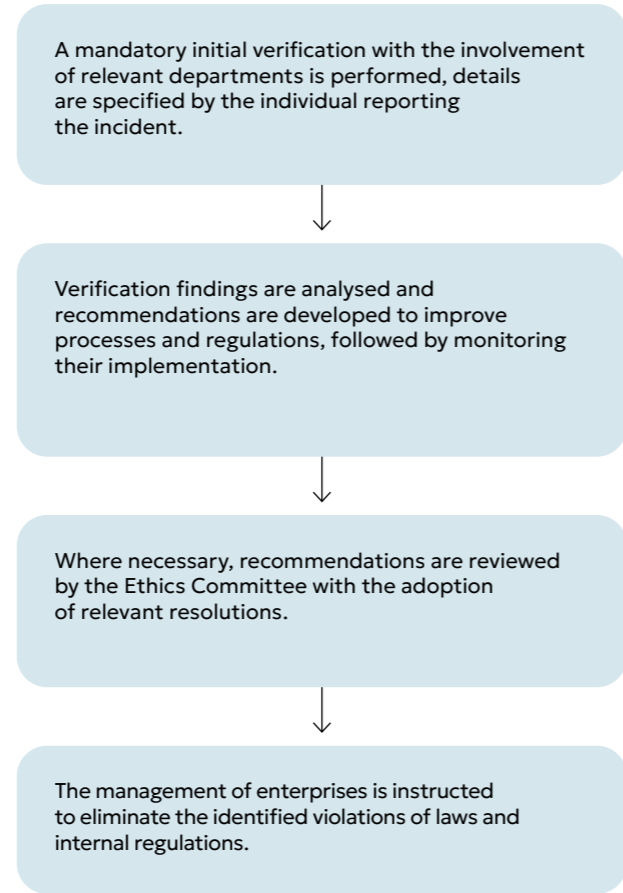 A mandatory initial verification with the involvement
of relevant departments is performed, details
are specified by the individual reporting
the incident.
Verification findings are analysed and
recommendations are developed to improve
processes and regulations, followed by monitoring
their implementation.
Where necessary, recommendations are reviewed
by the Ethics Committee with the adoption
of relevant resolutions.
The management of enterprises is instructed
to eliminate the identified violations of laws and
internal regulations.